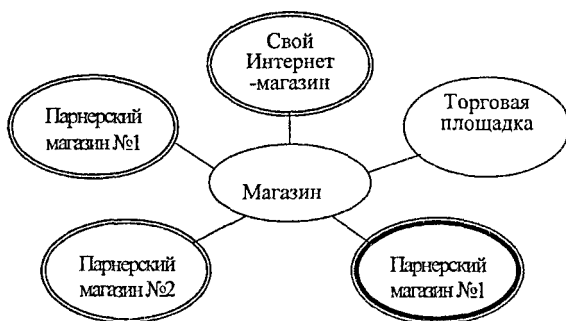 Свой
Интернет
-магазин
Парнерский
магазин №1
Торговая
площадка
Магазин
Парнерский
магазин №2
Парнерский
магазин №1